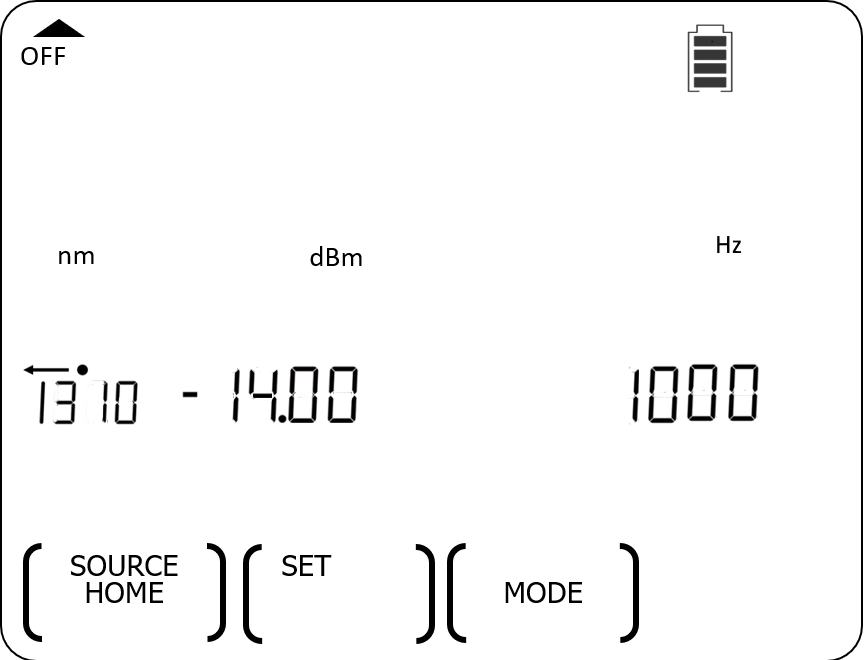 OFF
nm dBm Hz
1310 -14.00 1000
SOURCE SET
HOME MODE